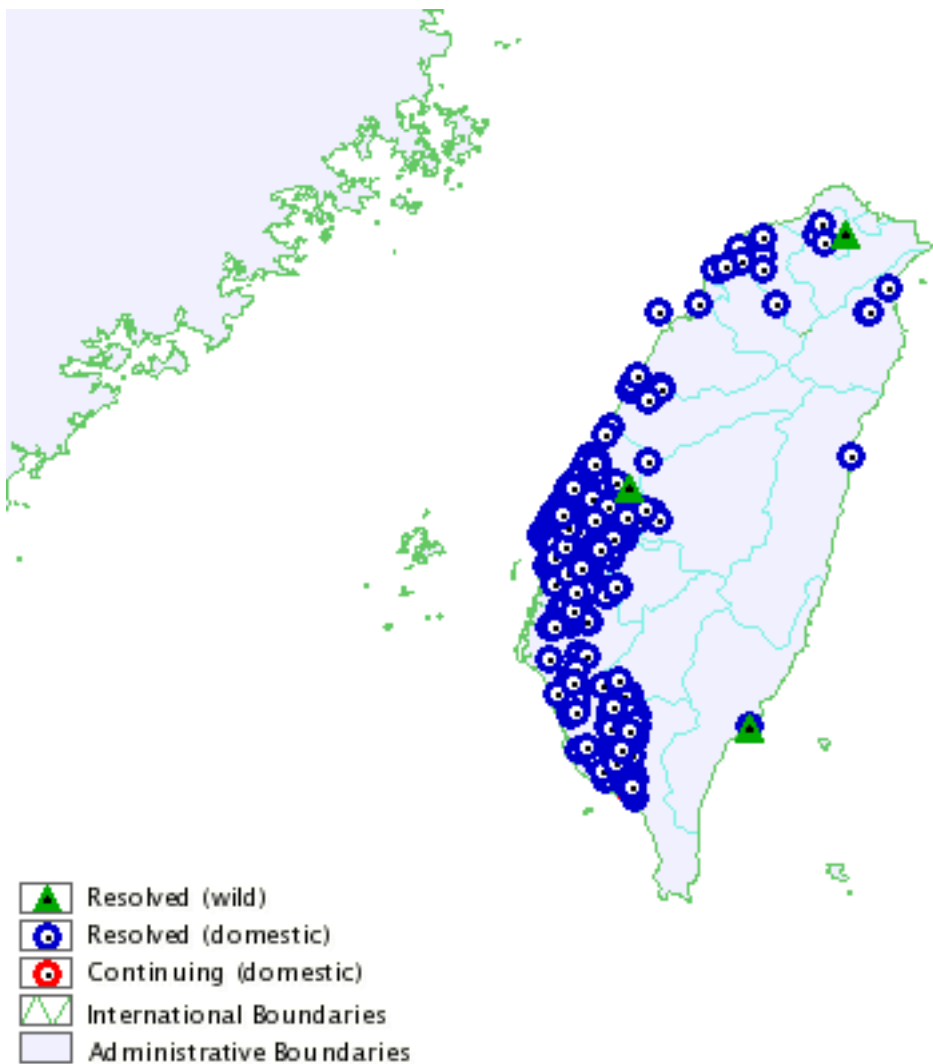 Resolved (wild)
Resolved (domestic)
Continuing (domestic)
International Boundaries
Administrative Boundaries